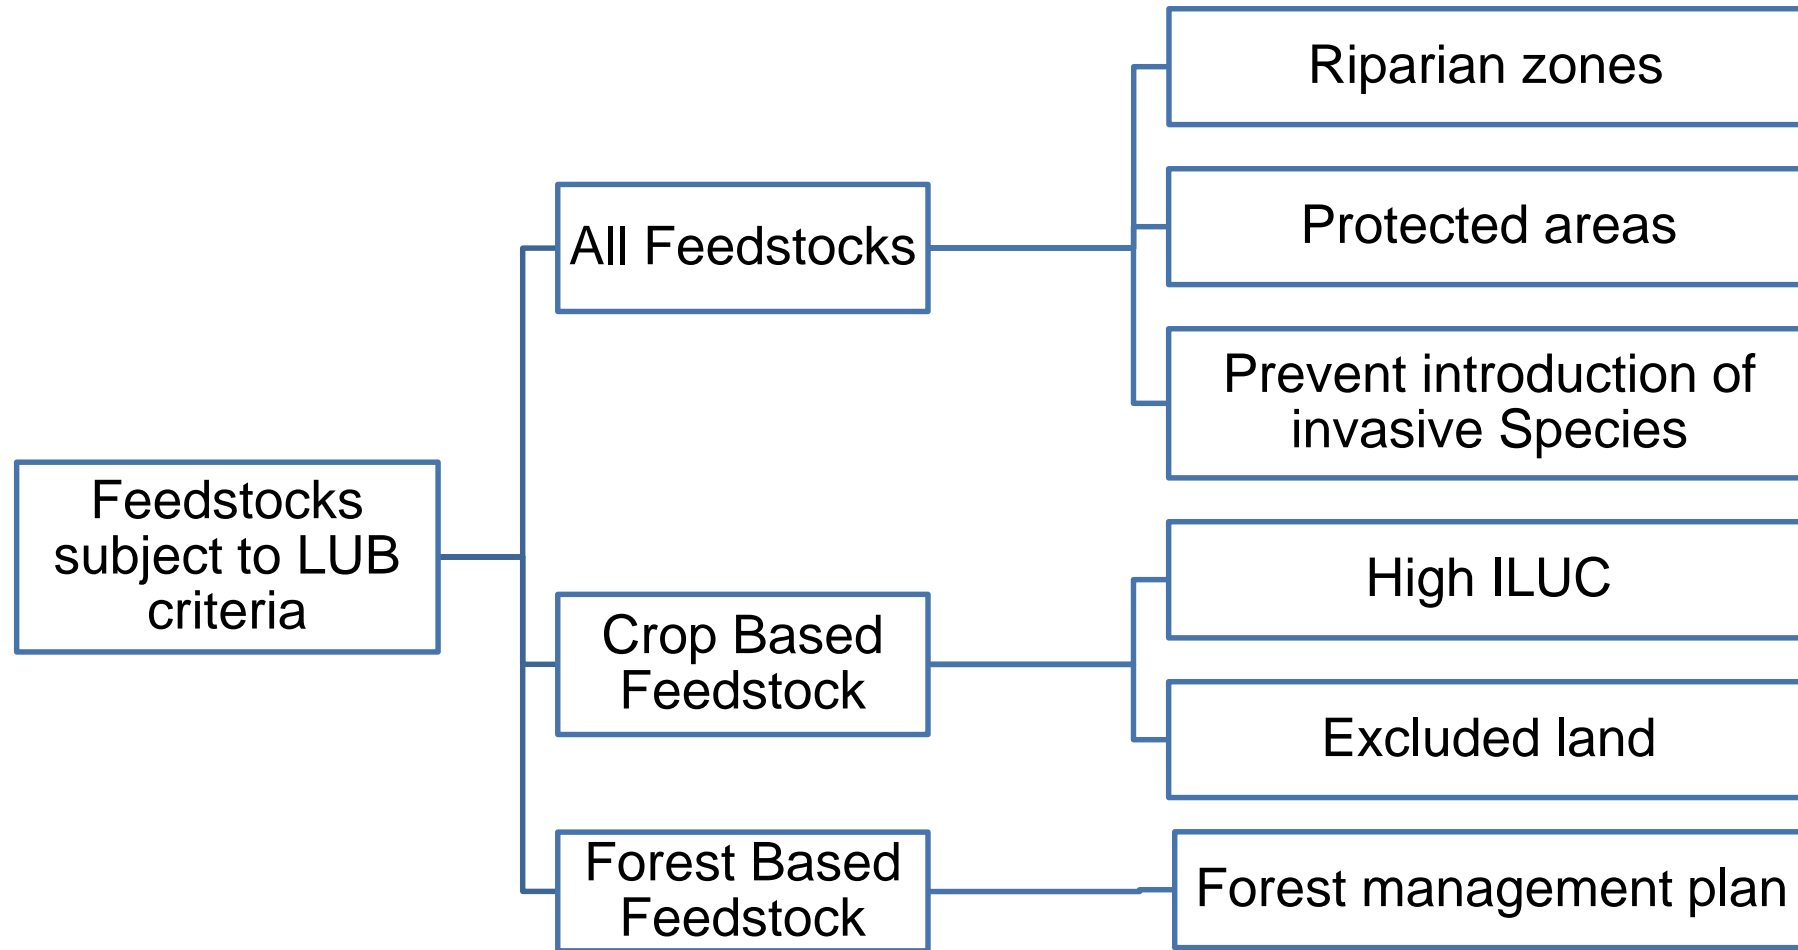 Feedstocks
subject to LUB
criteria
All Feedstocks
Riparian zones
Protected areas
Prevent introduction of
invasive Species
Crop Based
Feedstock
High ILUC
Excluded land
Forest Based
Feedstock
Forest management plan